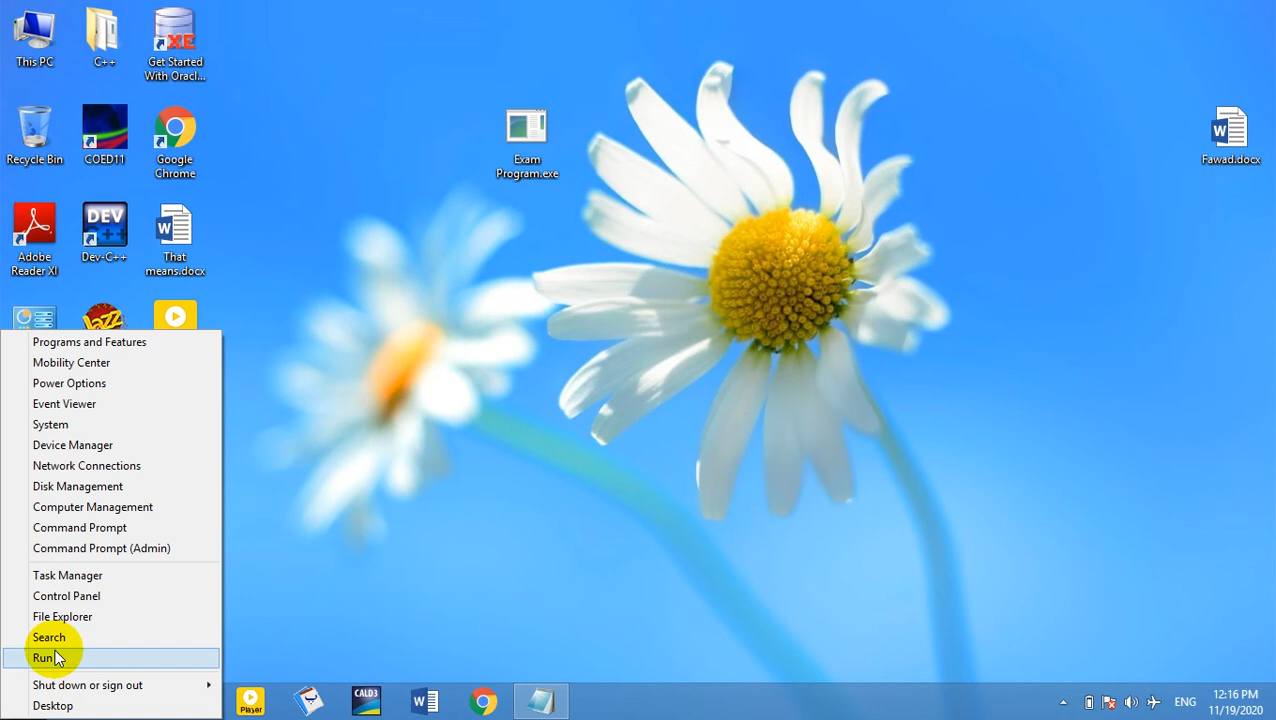 This PC
C++
Get Started
With Oracl...
XE
Recycle Bin
COED11
Google
Chrome
Exam
Program.exe
Fawad.docx
Adobe
Reader XI
DEV
C++
Dev-C++
That
means.docx
Jazz
Programs and Features
Mobility Center
Power Options
Event Viewer
System
Device Manager
Network Connections
Disk Management
Computer Management
Command Prompt
Command Prompt (Admin)
Task Manager
Control Panel
File Explorer
Search
Run
Shut down or sign out
Desktop
Player
CALD3
W
ENG
12:16 PM
11/19/2020